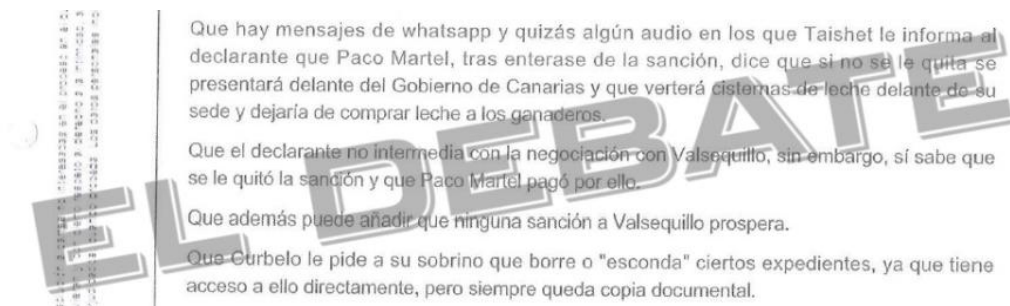 Que hay mensajes de whatsapp y quizás algún audio en los que Taishet le informa al
declarante que Paco Martel, tras enterase de la sanción, dice que si no se le quita se
presentará delante del Gobierno de Canarias y que verterá cisternas de leche delante de su
sede y dejaría de comprar leche a los ganaderos.
Que el declarante no intermedia con la negociación con Valsequillo, sin embargo, sí sabe que
se le quitó la sanción y que Paco Martel pagó por ello.
Que además puede añadir que ninguna sanción a Valsequillo prospera.
Que Curbelo le pide a su sobrino que borre o "esconda" ciertos expedientes, ya que tiene
acceso a ello directamente, pero siempre queda copia documental.
EL DEBATE